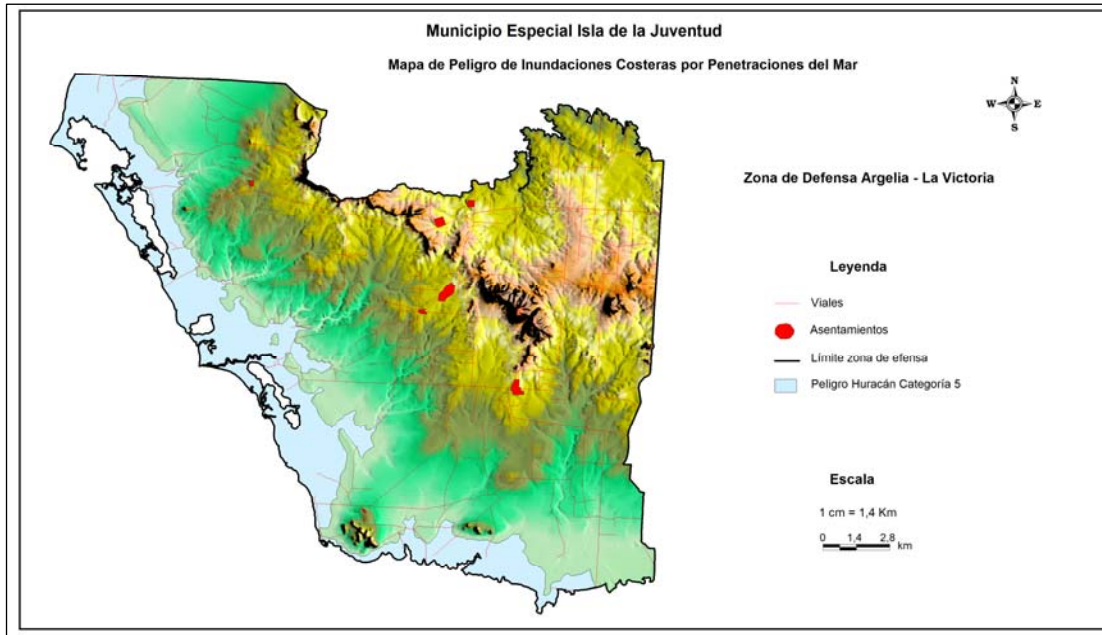 Municipio Especial Isla de la Juventud
Mapa de Peligro de Inundaciones Costeras por Penetraciones del Mar
N
W E
S
Zona de Defensa Argelia - La Victoria
Leyenda
Viales
Asentamientos
Límite zona de efensa
Peligro Huracán Categoría 5
Escala
1 cm = 1,4 Km
0 1,4 2,8
km